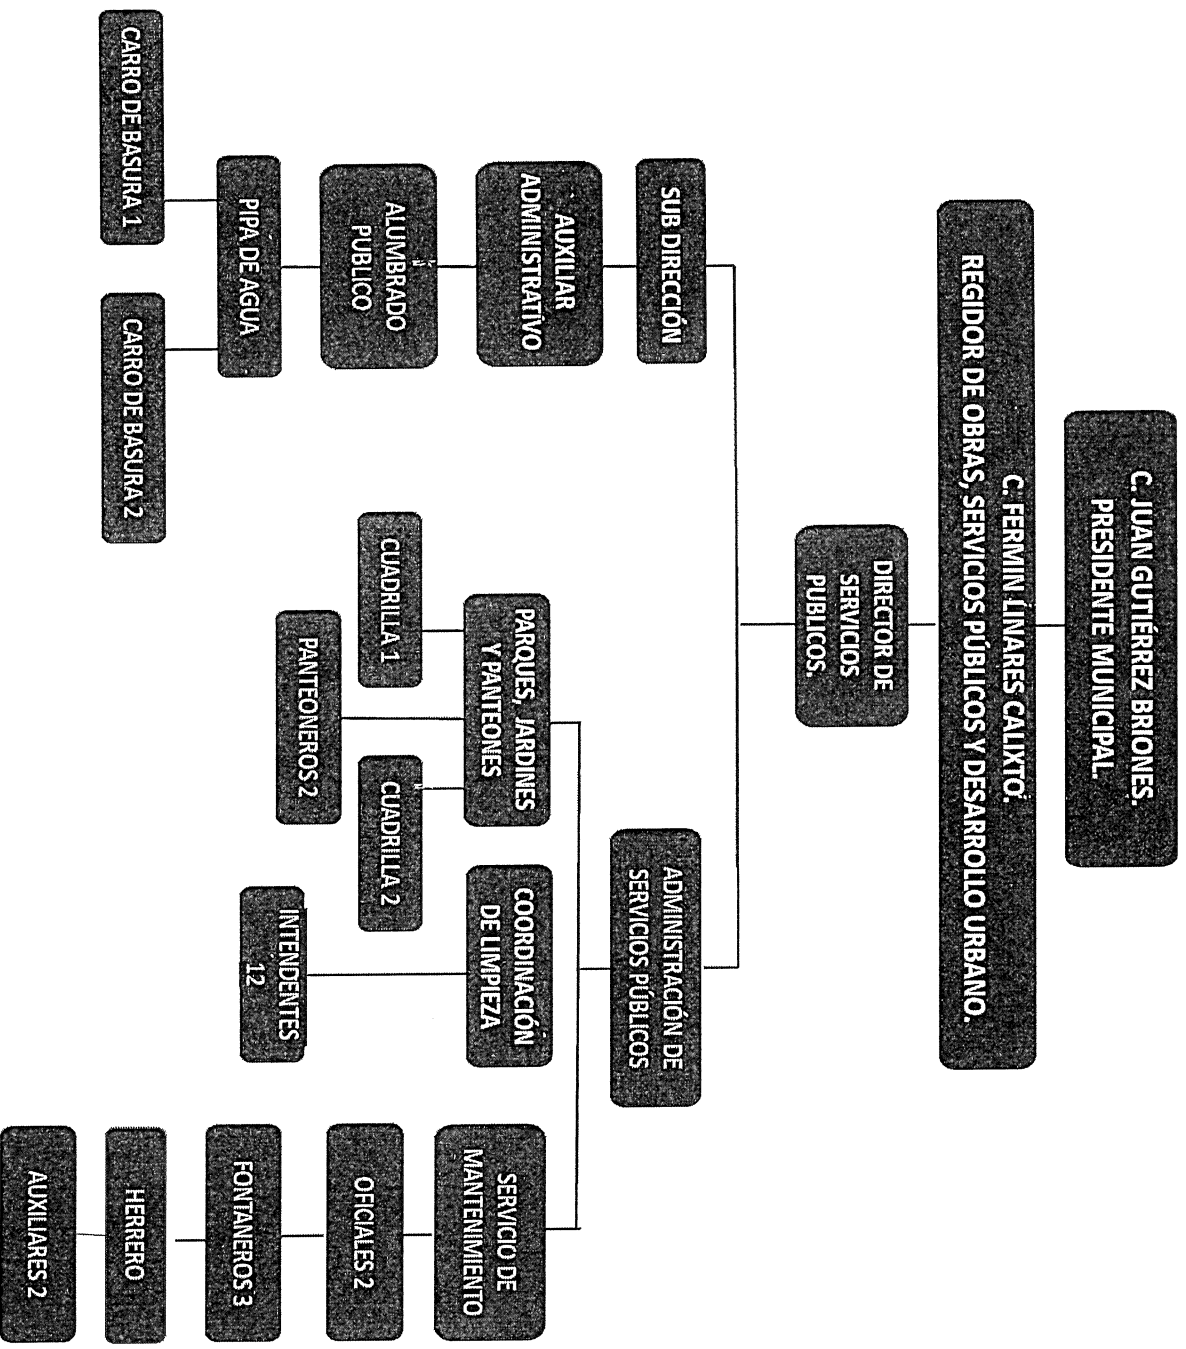 C. JUAN GUTIÉRREZ BRIONES.
PRESIDENTE MUNICIPAL.
C. FERMIN LINARES CALIXTO.
REGIDOR DE OBRAS, SERVICIOS PÚBLICOS Y DESARROLLO URBANO.
DIRECTOR DE
SERVICIOS
PUBLICOS.
SUB DIRECCIÓN
AUXILIAR
ADMINISTRATIVO
ALUMBRADO
PUBLICO
PIPA DE AGUA
CARRO DE BASURA 1
CARRO DE BASURA 2
ADMINISTRACIÓN DE
SERVICIOS PÚBLICOS
PARQUES, JARDINES
Y PANTEONES
CUADRILLA 1
CUADRILLA 2
PANTEONEROS 2
COORDINACIÓN
DE LIMPIEZA
INTENDENTES
12
SERVICIO DE
MANTENIMIENTO
OFICIALES 2
FONTANEROS 3
HERRERO
AUXILIARES 2